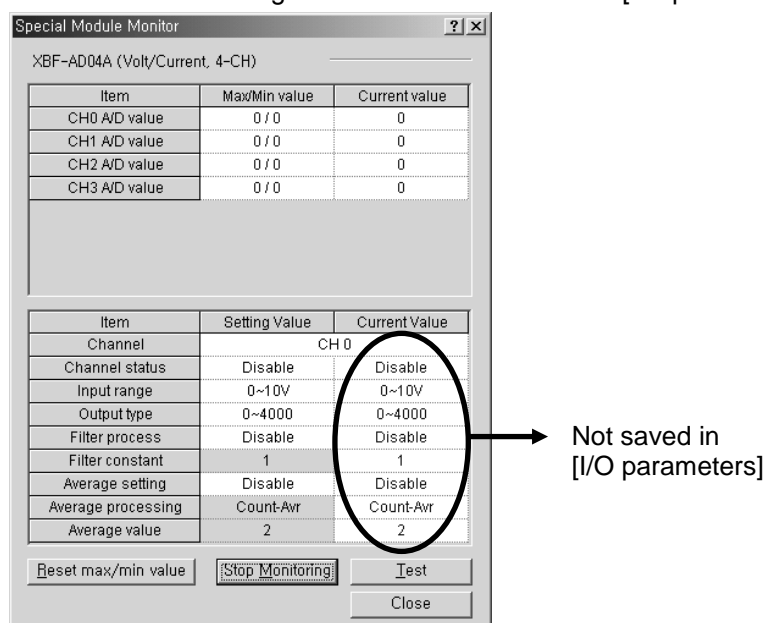 Special Module Monitor ? X
XBF-AD04A (Volt/Current, 4-CH)
Item Max/Min value Current value
CH0 A/D value 0 / 0 0
CH1 A/D value 0 / 0 0
CH2 A/D value 0 / 0 0
CH3 A/D value 0 / 0 0
Item Setting Value Current Value
Channel CH 0
Channel status Disable Disable
Input range 0~10V 0~10V
Output type 0~4000 0~4000
Filter process Disable Disable
Filter constant 1 1
Average setting Disable Disable
Average processing Count-Avr Count-Avr
Average value 2 2
Not saved in
[I/O parameters]
Reset max/min value Stop Monitoring Test
Close